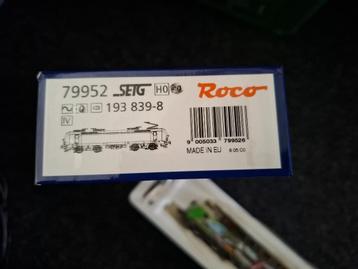 79952 SETG H0 Roco
193 839-8
IV
9 005033 799526
MADE IN EU